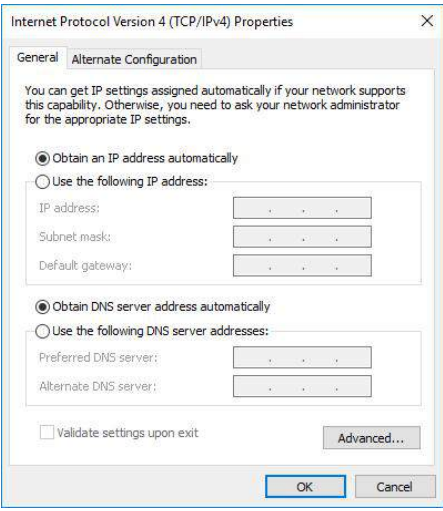 Internet Protocol Version 4 (TCP/IPv4) Properties
General
Alternate Configuration
You can get IP settings assigned automatically if your network supports
this capability. Otherwise, you need to ask your network administrator
for the appropriate IP settings.
Obtain an IP address automatically
Use the following IP address:
IP address:
Subnet mask:
Default gateway:
Obtain DNS server address automatically
Use the following DNS server addresses:
Preferred DNS server:
Alternate DNS server:
Validate settings upon exit
Advanced...
OK
Cancel